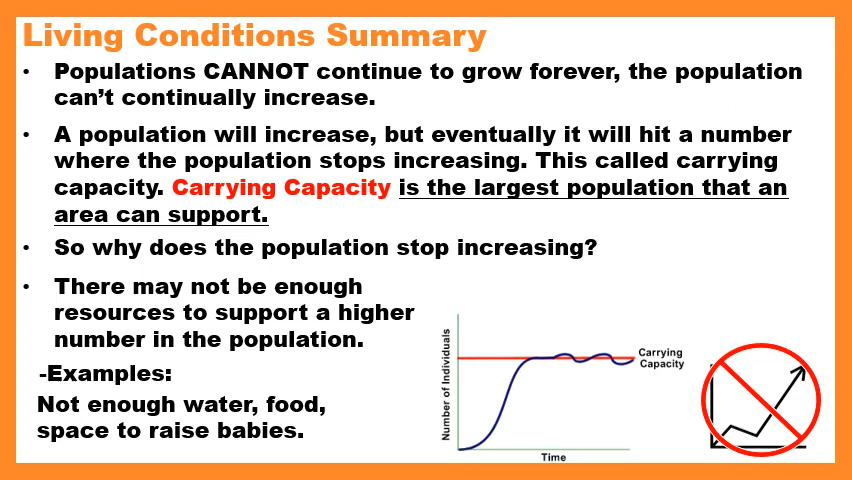 Living Conditions Summary
• Populations CANNOT continue to grow forever, the population
can't continually increase.
• A population will increase, but eventually it will hit a number
where the population stops increasing. This called carrying
capacity. Carrying Capacity is the largest population that an
area can support.
• So why does the population stop increasing?
• There may not be enough
resources to support a higher
number in the population.
-Examples:
Not enough water, food,
space to raise babies.
Number of Individuals
Carrying
Capacity
Time